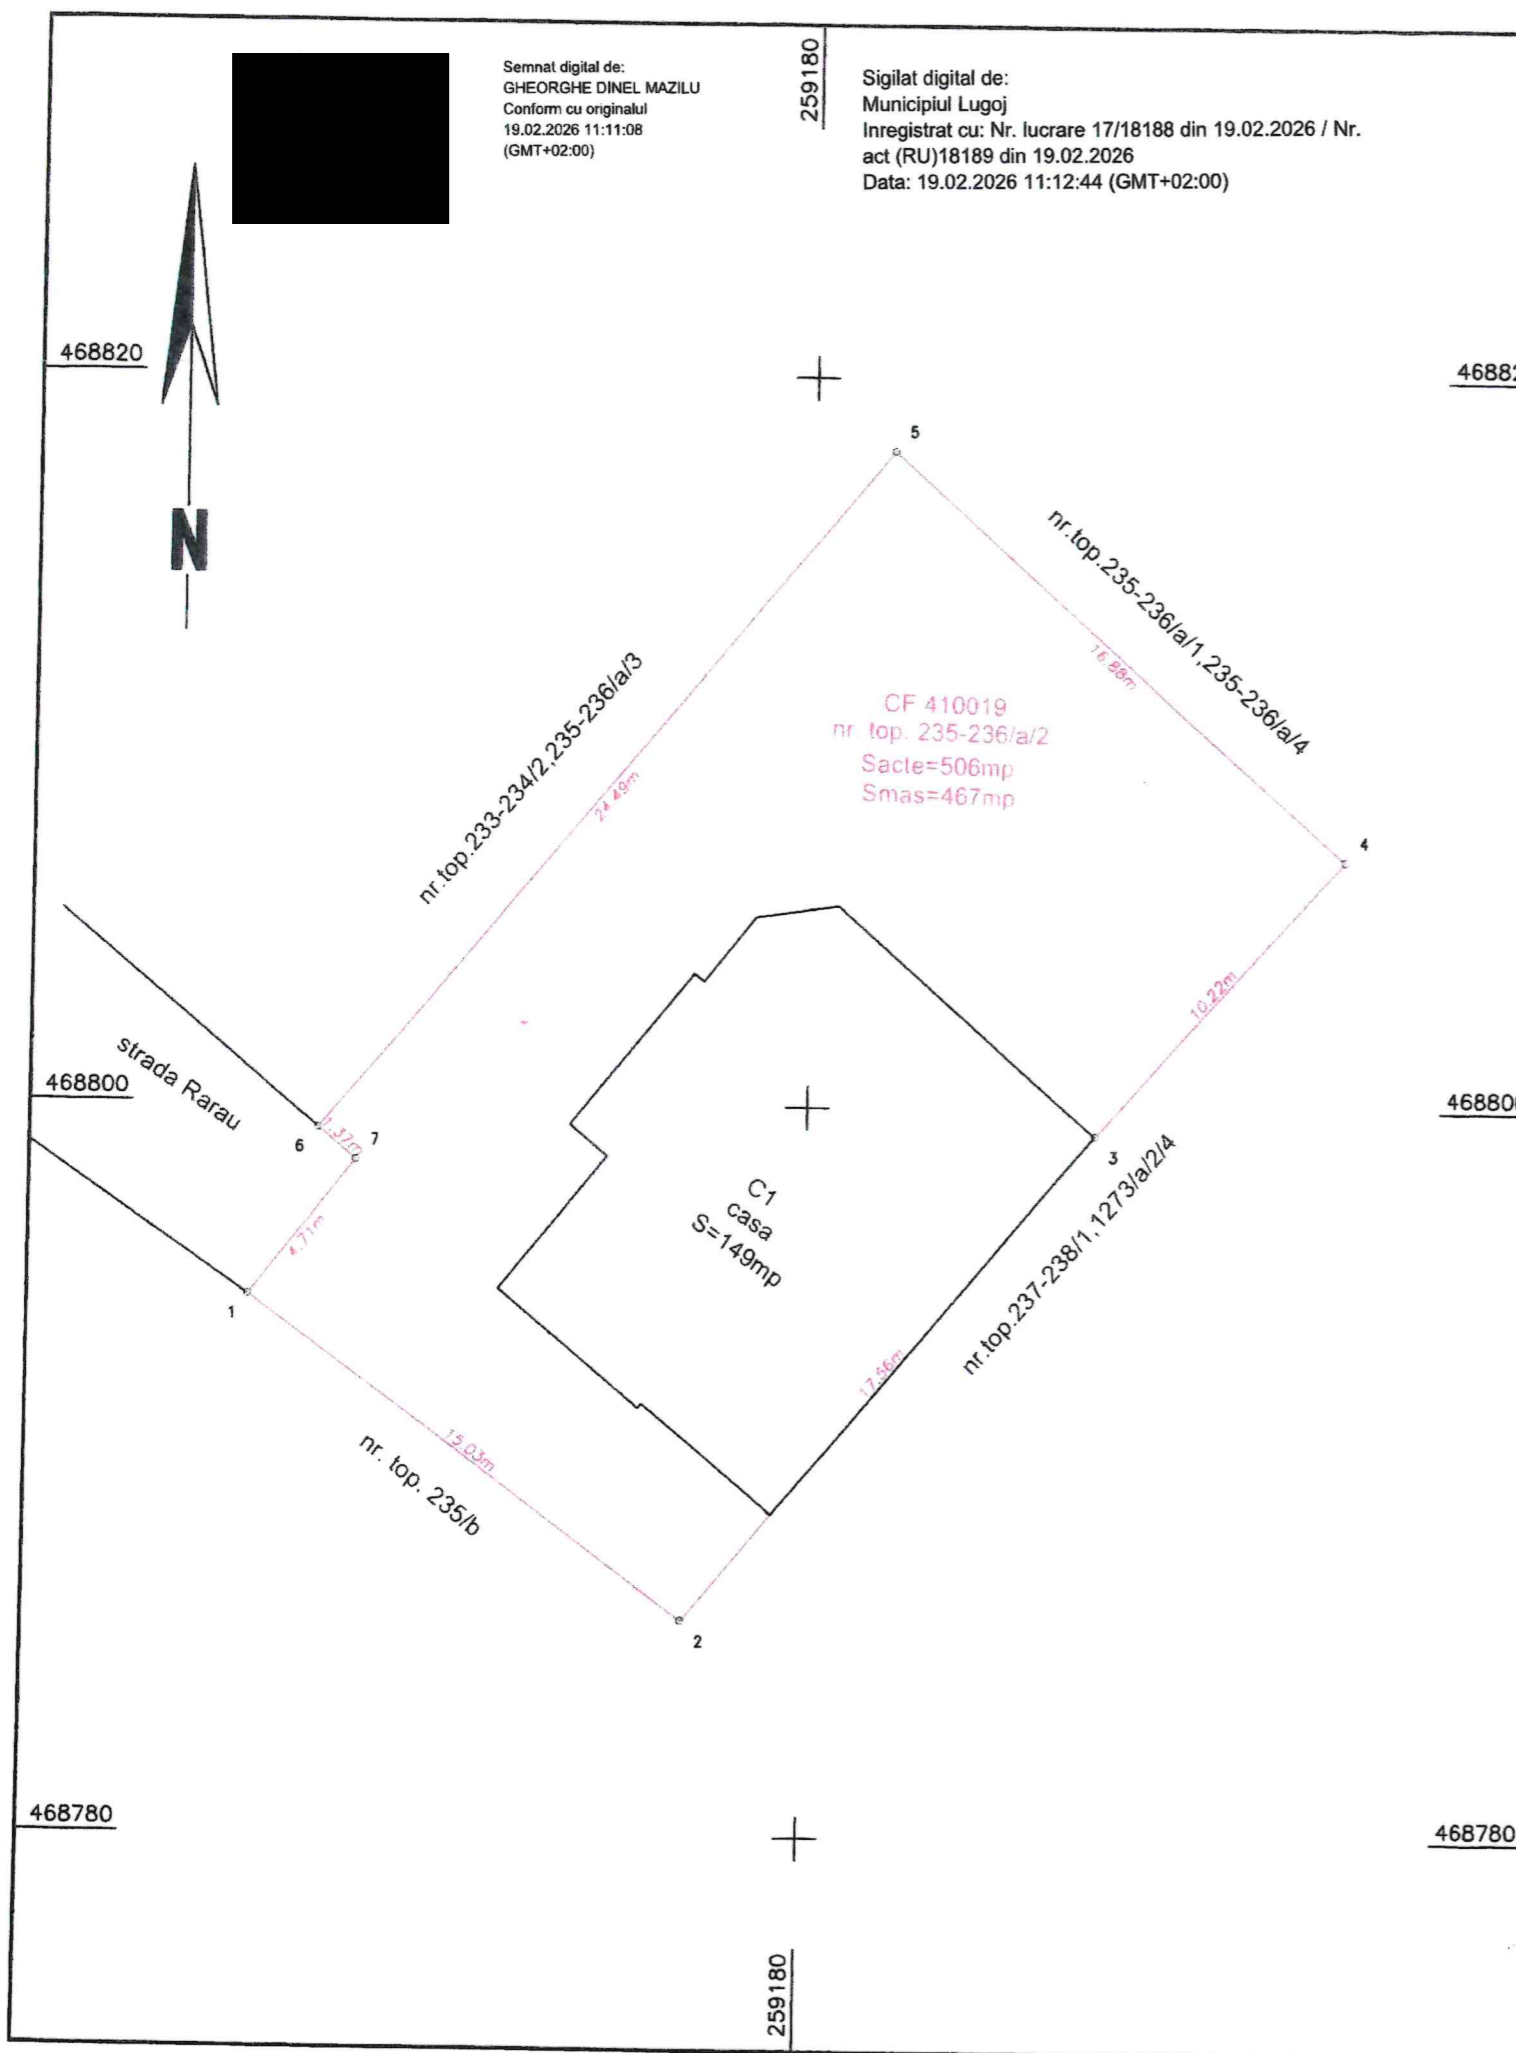 Semnat digital de:
GHEORGHE DINEL MAZILU
Conform cu originalul
19.02.2026 11:11:08
(GMT+02:00)
259180
Sigilat digital de:
Municipiul Lugoj
Inregistrat cu: Nr. lucrare 17/18188 din 19.02.2026 / Nr.
act (RU)18189 din 19.02.2026
Data: 19.02.2026 11:12:44 (GMT+02:00)
468820
4688
N
5
nr.top.235-236/a/1,235-236/a/4
16.88m
nr.top.233-234/2,235-236/a/3
24.49m
CF 410019
nr. top. 235-236/a/2
Sacte=506mp
Smas=467mp
4
10.22m
strada Rarau
468800
46880
6
1.37m
7
3
4.71m
C1
casa
S=149mp
nr.top.237-238/1,1273/a/2/4
1
17.56m
15.03m
nr. top. 235/b
2
468780
468780
259180